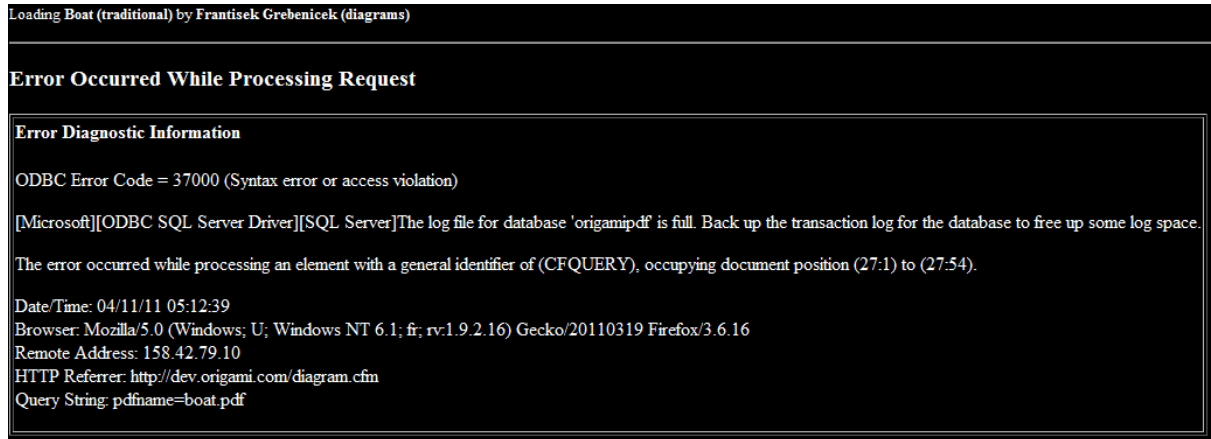 Loading Boat (traditional) by Frantisek Grebenicek (diagrams)
Error Occurred While Processing Request
Error Diagnostic Information
ODBC Error Code = 37000 (Syntax error or access violation)
[Microsoft][ODBC SQL Server Driver][SQL Server]The log file for database 'origamipdf' is full. Back up the transaction log for the database to free up some log space.
The error occurred while processing an element with a general identifier of (CFQUERY), occupying document position (27:1) to (27:54).
Date/Time: 04/11/11 05:12:39
Browser: Mozilla/5.0 (Windows; U; Windows NT 6.1; fr; rv:1.9.2.16) Gecko/20110319 Firefox/3.6.16
Remote Address: 158.42.79.10
HTTP Referrer: http://dev.origami.com/diagram.cfm
Query String: pdfname=boat.pdf